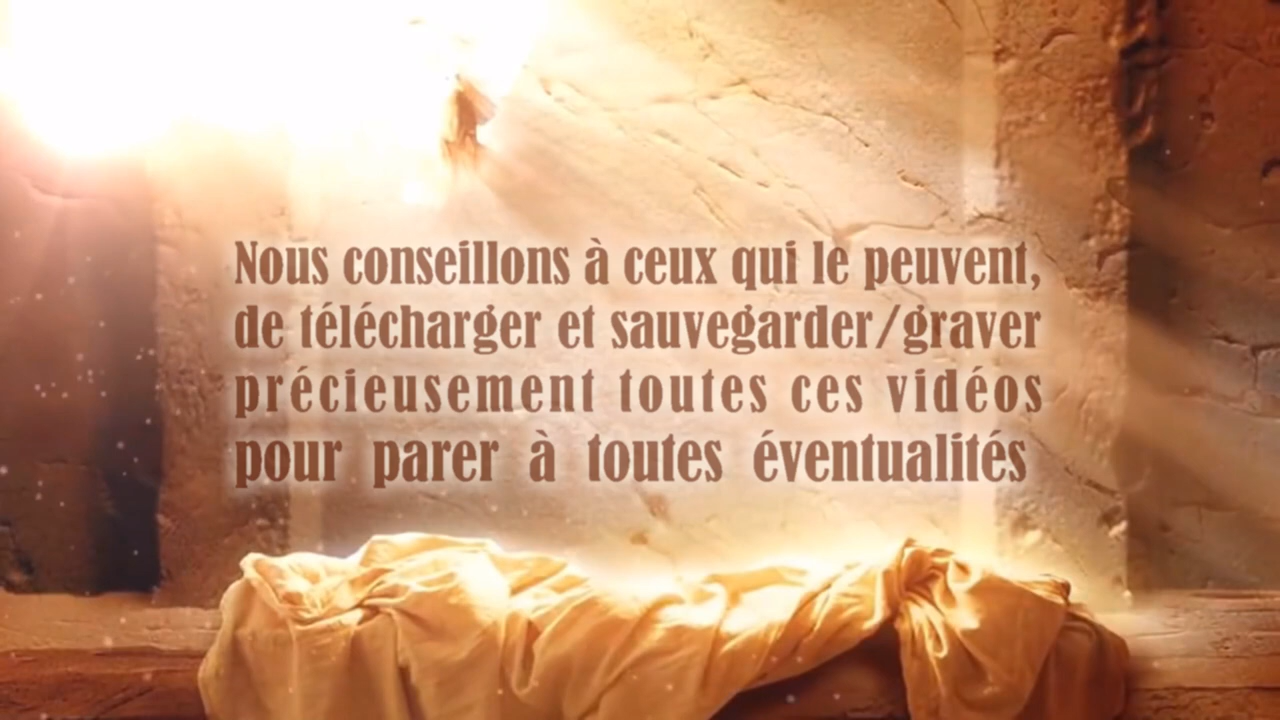 Nous conseillons à ceux qui le peuvent,
de télécharger et sauvegarder/graver
précieusement toutes ces vidéos
pour parer à toutes éventualités